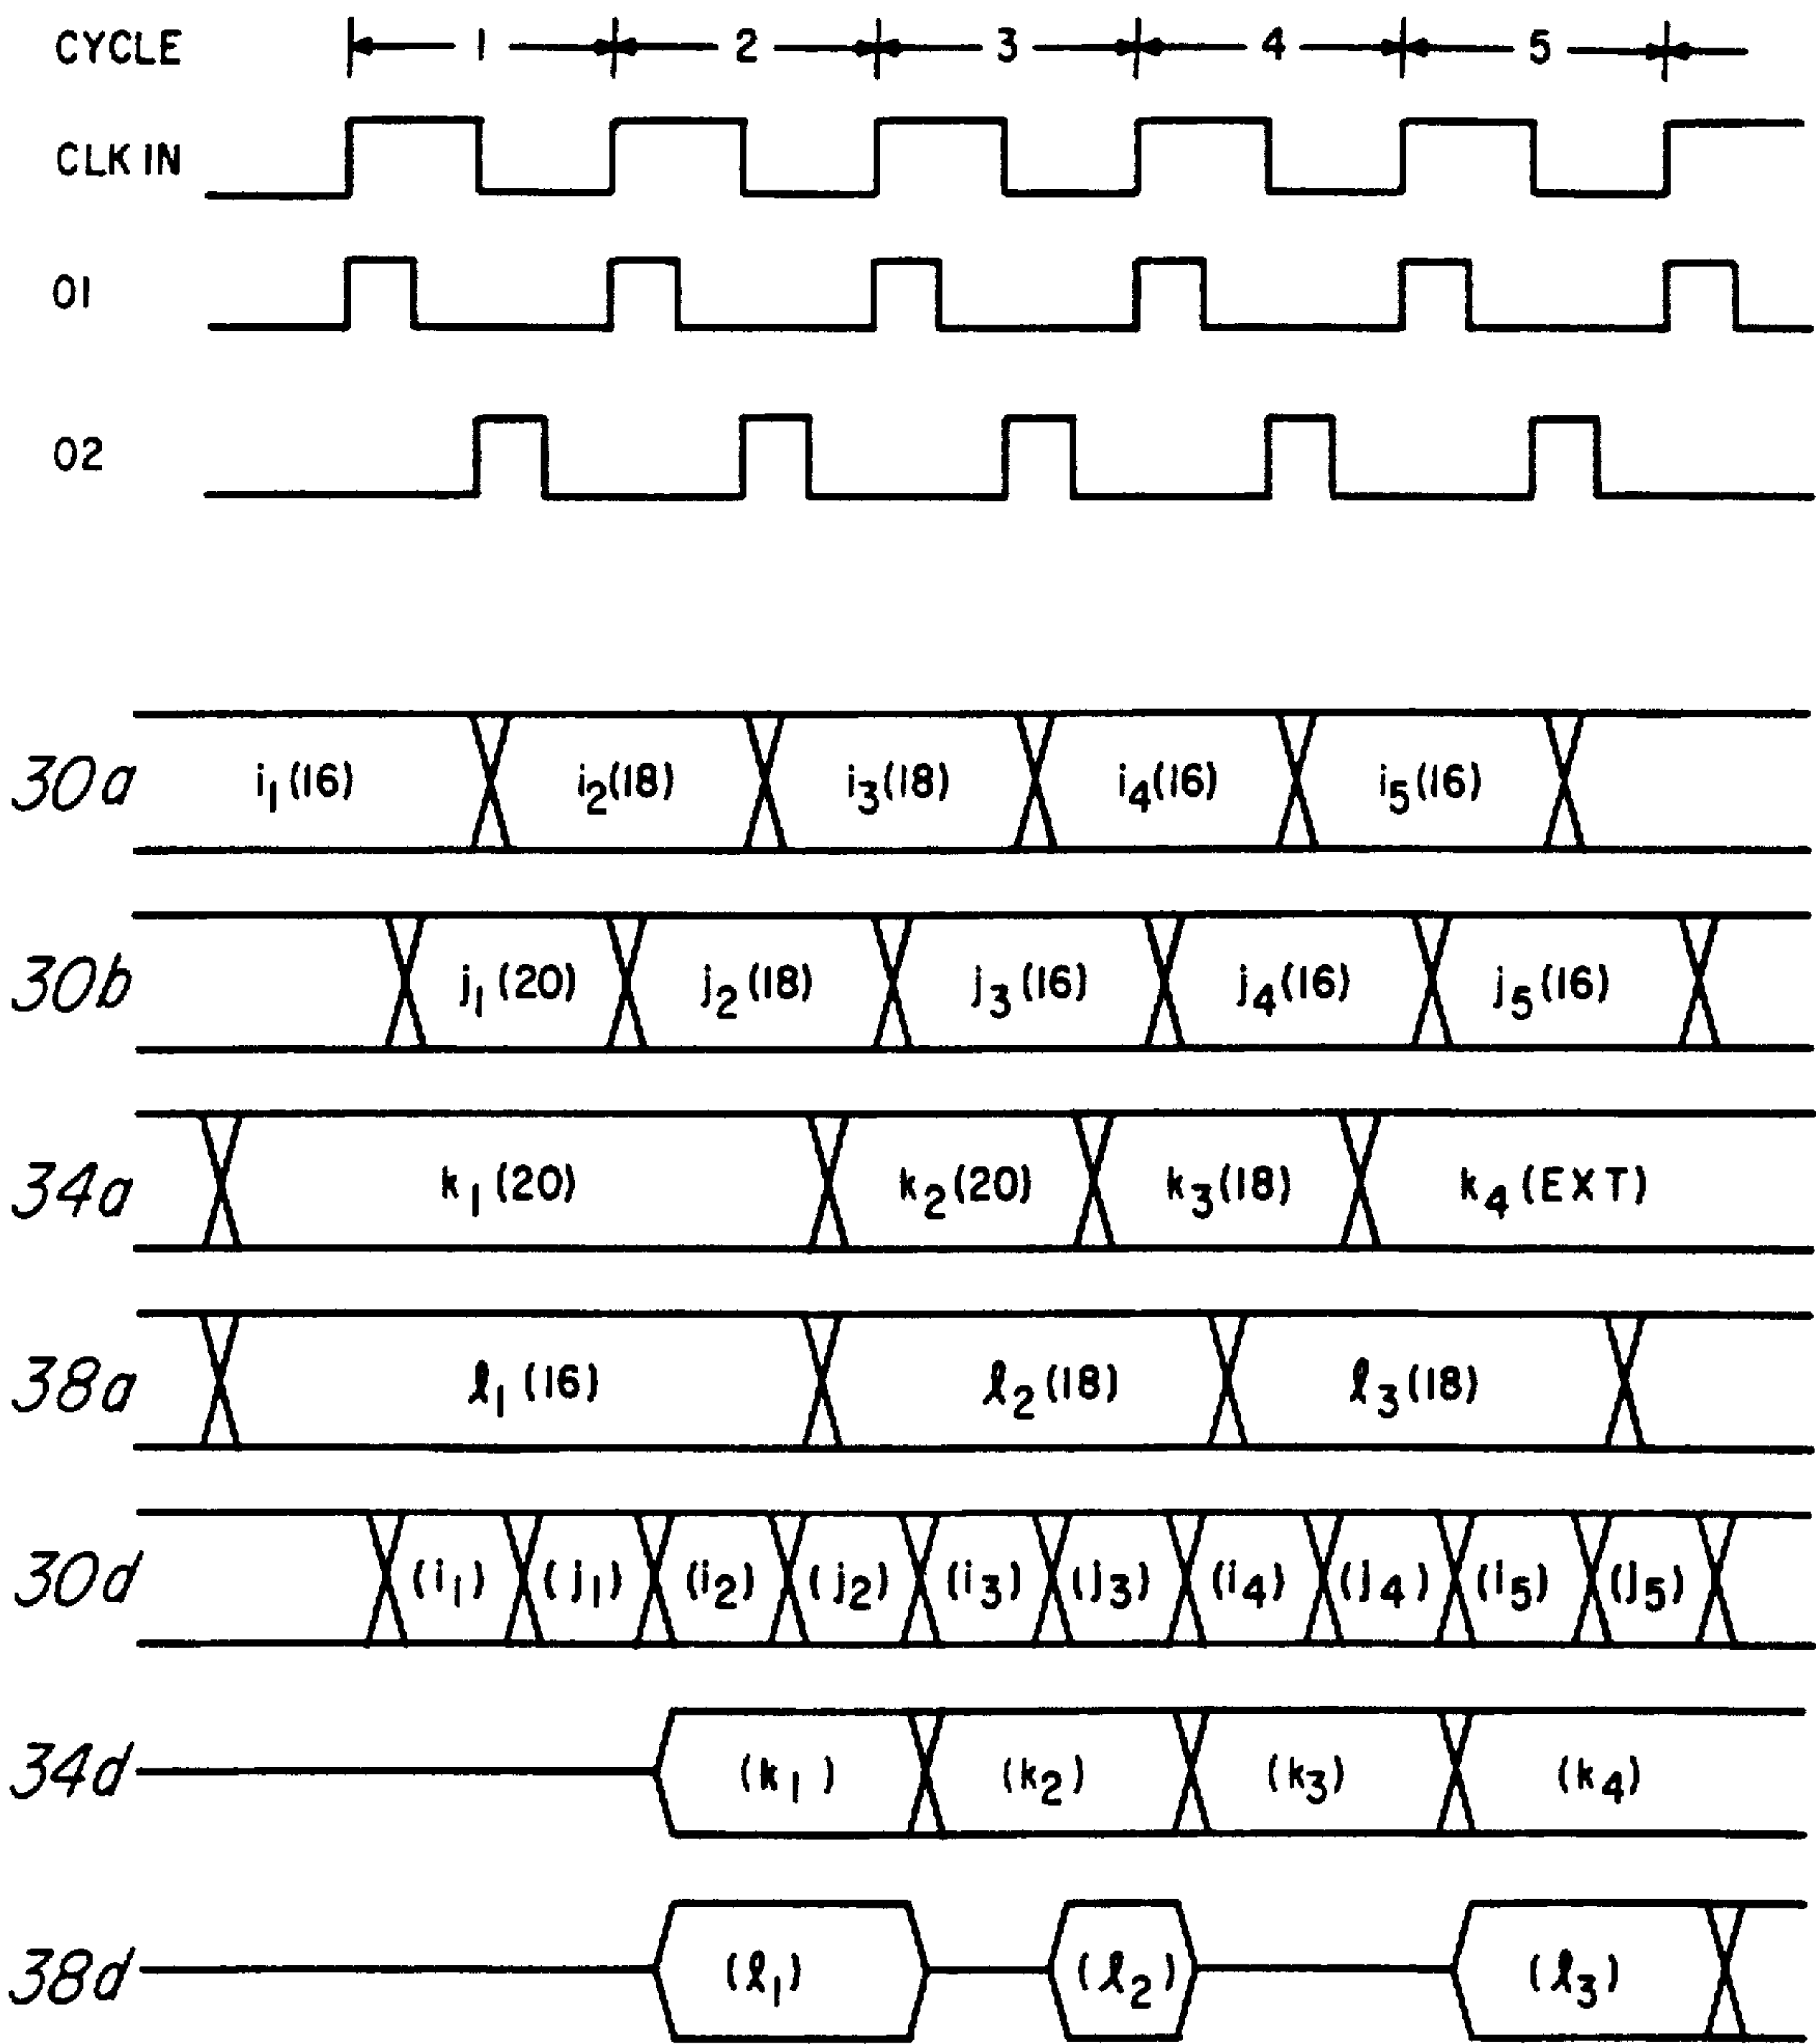 CYCLE 1 2 3 4 5
CLK IN
01
02
30a i₁(16) i₂(18) i₃(18) i₄(16) i₅(16)
30b j₁(20) j₂(18) j₃(16) j₄(16) j₅(16)
34a k₁(20) k₂(20) k₃(18) k₄(EXT)
38a ℓ₁(16) ℓ₂(18) ℓ₃(18)
30d (i₁) (j₁) (i₂) (j₂) (i₃) (j₃) (i₄) (j₄) (i₅) (j₅)
34d (k₁) (k₂) (k₃) (k₄)
38d (ℓ₁) (ℓ₂) (ℓ₃)